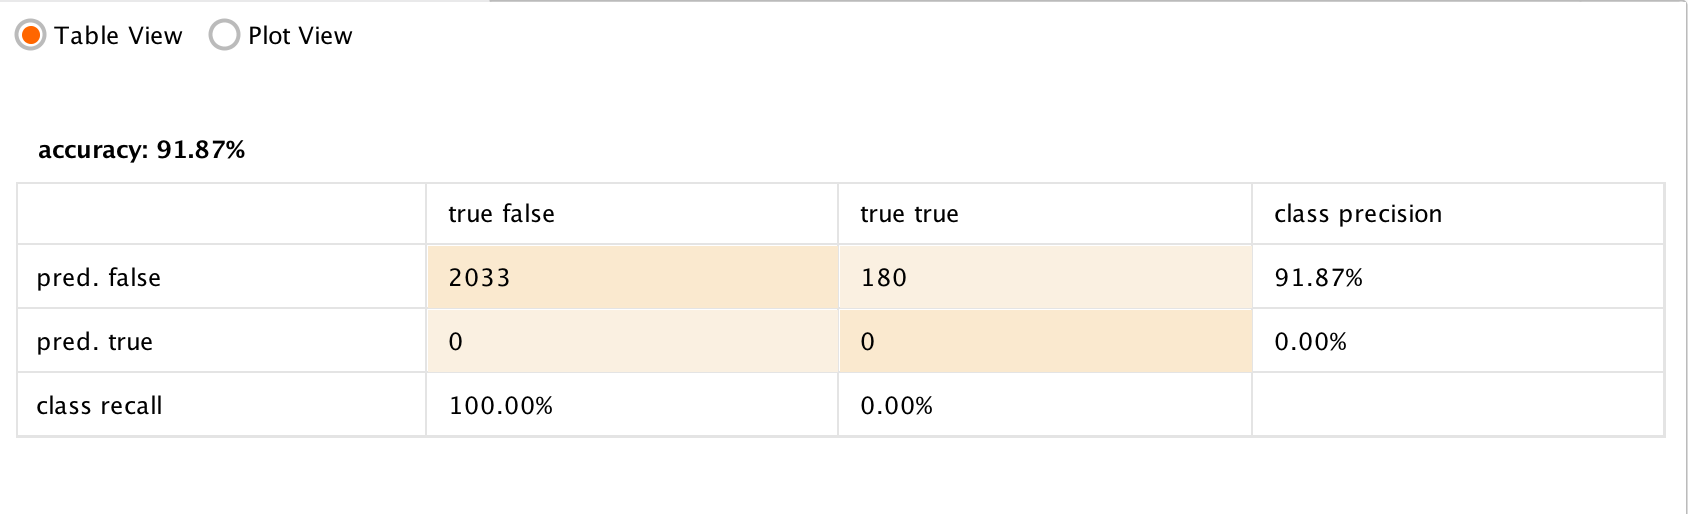 Table View Plot View
accuracy: 91.87%
true false true true class precision
pred. false 2033 180 91.87%
pred. true 0 0 0.00%
class recall 100.00% 0.00%